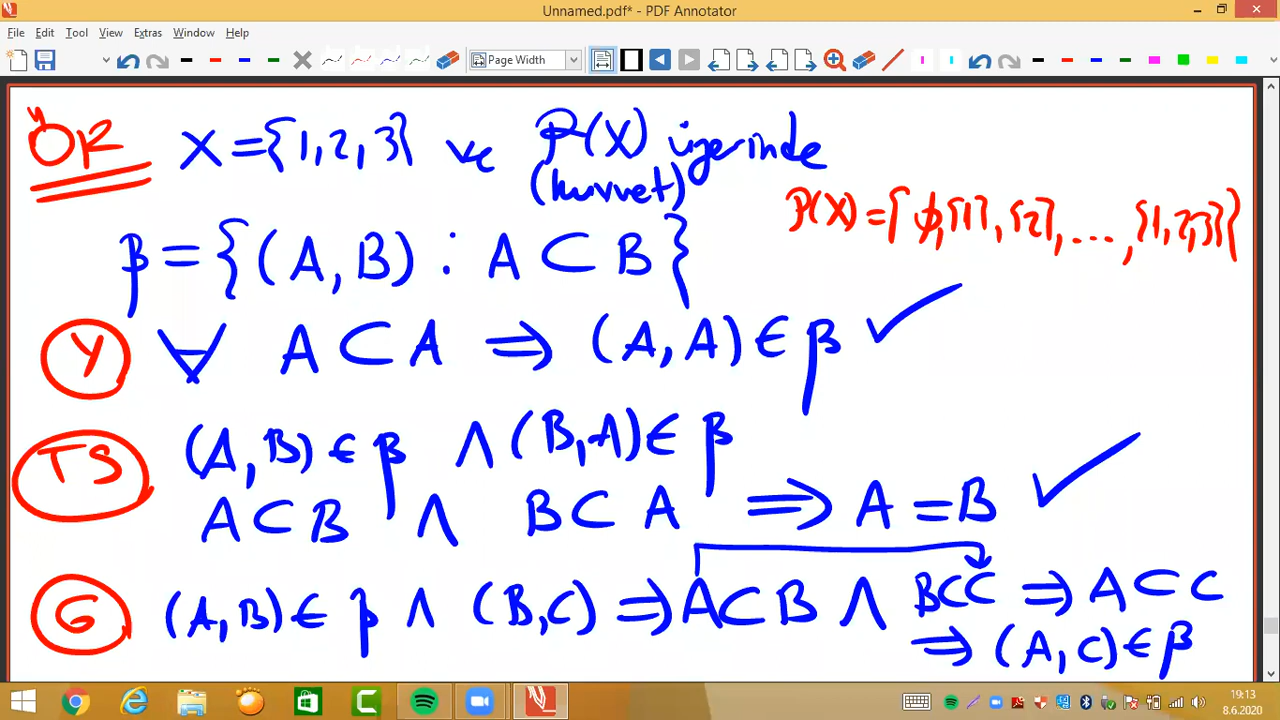 Unnamed.pdf* - PDF Annotator
File Edit Tool View Extras Window Help
Page Width
ÖR X={1,2,3} ve P(X) üzerinde
(kuvvet)
P(X)={∅,{1},{2},...,{1,2,3}}
β={(A,B) : A⊂B}
Y ∀ A⊂A ⇒ (A,A)∈β ✓
TS (A,B)∈β ∧ (B,A)∈β
A⊂B ∧ B⊂A ⇒ A=B ✓
G (A,B)∈β ∧ (B,C) ⇒ A⊂B ∧ B⊂C ⇒ A⊂C
⇒ (A,C)∈β
19:13
8.6.2020